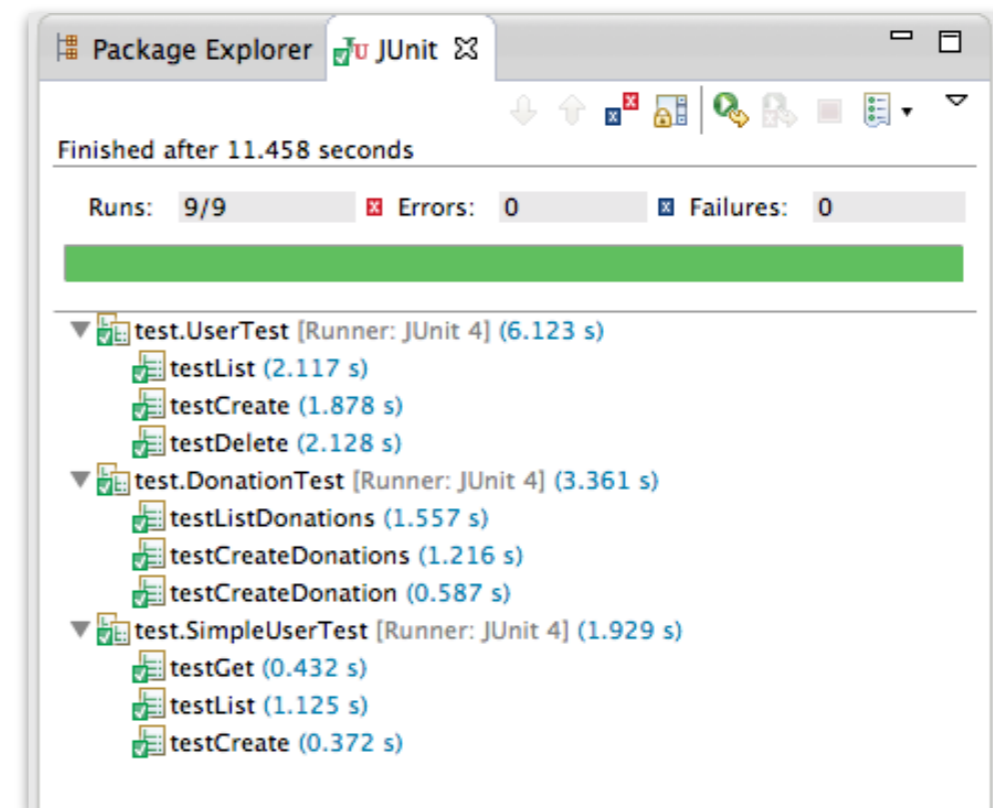 Package Explorer JUnit
Finished after 11.458 seconds
Runs: 9/9 Errors: 0 Failures: 0
test.UserTest [Runner: JUnit 4] (6.123 s)
testList (2.117 s)
testCreate (1.878 s)
testDelete (2.128 s)
test.DonationTest [Runner: JUnit 4] (3.361 s)
testListDonations (1.557 s)
testCreateDonations (1.216 s)
testCreateDonation (0.587 s)
test.SimpleUserTest [Runner: JUnit 4] (1.929 s)
testGet (0.432 s)
testList (1.125 s)
testCreate (0.372 s)